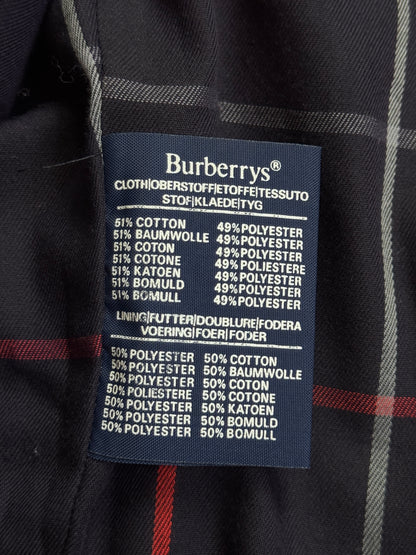 Burberrys®
CLOTH|OBERSTOFF|ETOFFE|TESSUTO
STOF|KLAEDE|TYG
51% COTTON 49% POLYESTER
51% BAUMWOLLE 49% POLYESTER
51% COTON 49% POLYESTER
51% COTONE 49% POLIESTERE
51% KATOEN 49% POLYESTER
51% BOMULD 49% POLYESTER
51% BOMULL 49% POLYESTER
LINING|FUTTER|DOUBLURE|FODERA
VOERING|FOER|FODER
50% POLYESTER 50% COTTON
50% POLYESTER 50% BAUMWOLLE
50% POLYESTER 50% COTON
50% POLIESTERE 50% COTONE
50% POLYESTER 50% KATOEN
50% POLYESTER 50% BOMULD
50% POLYESTER 50% BOMULL